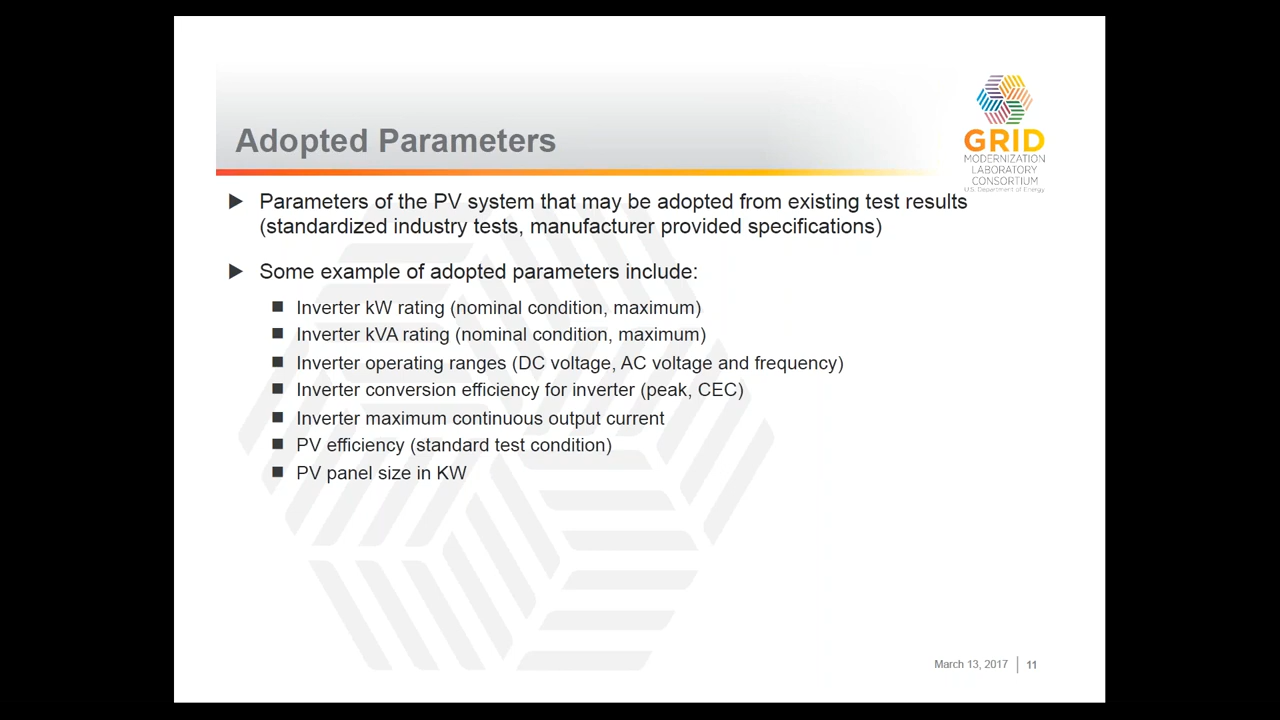 Adopted Parameters
GRID
MODERNIZATION
LABORATORY
CONSORTIUM
U.S. Department of Energy
Parameters of the PV system that may be adopted from existing test results
(standardized industry tests, manufacturer provided specifications)
Some example of adopted parameters include:
Inverter kW rating (nominal condition, maximum)
Inverter kVA rating (nominal condition, maximum)
Inverter operating ranges (DC voltage, AC voltage and frequency)
Inverter conversion efficiency for inverter (peak, CEC)
Inverter maximum continuous output current
PV efficiency (standard test condition)
PV panel size in KW
March 13, 2017 11